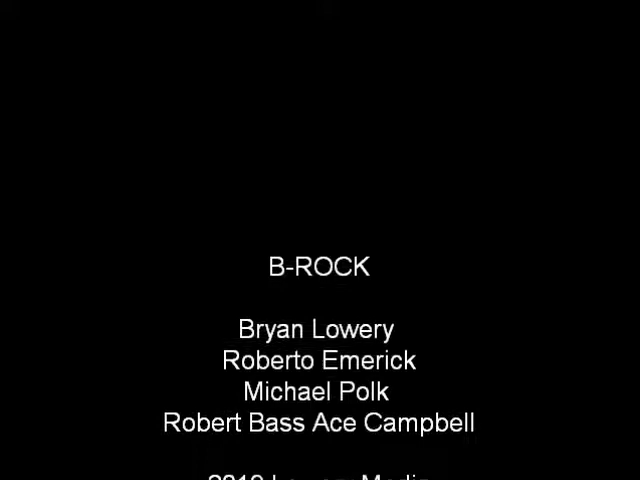 B-ROCK
Bryan Lowery
Roberto Emerick
Michael Polk
Robert Bass Ace Campbell